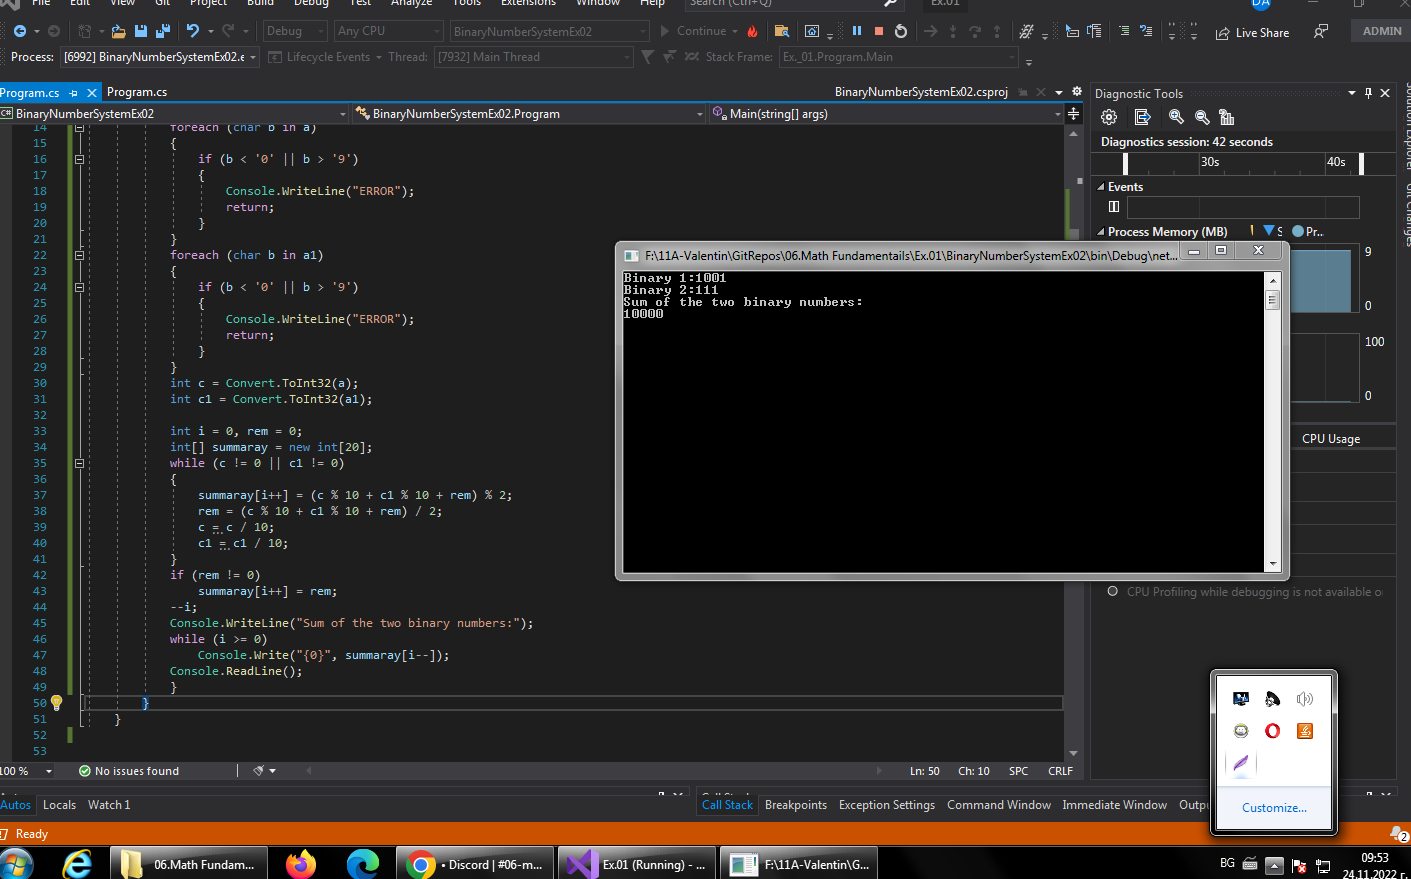 File Edit View Git Project Build Debug Test Analyze Tools Extensions Window Help Search (Ctrl+Q) Ex.01 DA
Debug Any CPU BinaryNumberSystemEx02 Continue Live Share ADMIN
Process: [6992] BinaryNumberSystemEx02.e Lifecycle Events Thread: [7932] Main Thread Stack Frame: Ex._01.Program.Main
Program.cs Program.cs BinaryNumberSystemEx02.csproj
BinaryNumberSystemEx02 BinaryNumberSystemEx02.Program Main(string[] args)
14 foreach (char b in a)
15 {
16 if (b < '0' || b > '9')
17 {
18 Console.WriteLine("ERROR");
19 return;
20 }
21 }
22 foreach (char b in a1)
23 {
24 if (b < '0' || b > '9')
25 {
26 Console.WriteLine("ERROR");
27 return;
28 }
29 }
30 int c = Convert.ToInt32(a);
31 int c1 = Convert.ToInt32(a1);
32
33 int i = 0, rem = 0;
34 int[] summaray = new int[20];
35 while (c != 0 || c1 != 0)
36 {
37 summaray[i++] = (c % 10 + c1 % 10 + rem) % 2;
38 rem = (c % 10 + c1 % 10 + rem) / 2;
39 c = c / 10;
40 c1 = c1 / 10;
41 }
42 if (rem != 0)
43 summaray[i++] = rem;
44 --i;
45 Console.WriteLine("Sum of the two binary numbers:");
46 while (i >= 0)
47 Console.Write("{0}", summaray[i--]);
48 Console.ReadLine();
49 }
50 }
51 }
52
53
100 % No issues found Ln: 50 Ch: 10 SPC CRLF
F:\11A-Valentin\GitRepos\06.Math Fundamentails\Ex.01\BinaryNumberSystemEx02\bin\Debug\net...
Binary 1:1001
Binary 2:111
Sum of the two binary numbers:
10000
Diagnostic Tools
Diagnostics session: 42 seconds
30s 40s
Events
Process Memory (MB) S Pr...
9
0
100
0
CPU Usage
CPU Profiling while debugging is not available o
Solution Explorer
Git Changes
Autos Locals Watch 1
Call Stack Breakpoints Exception Settings Command Window Immediate Window Outpu
Customize...
Ready 2
06.Math Fundam... • Discord | #06-m... Ex.01 (Running) - ... F:\11A-Valentin\G... BG 09:53
24.11.2022 г.